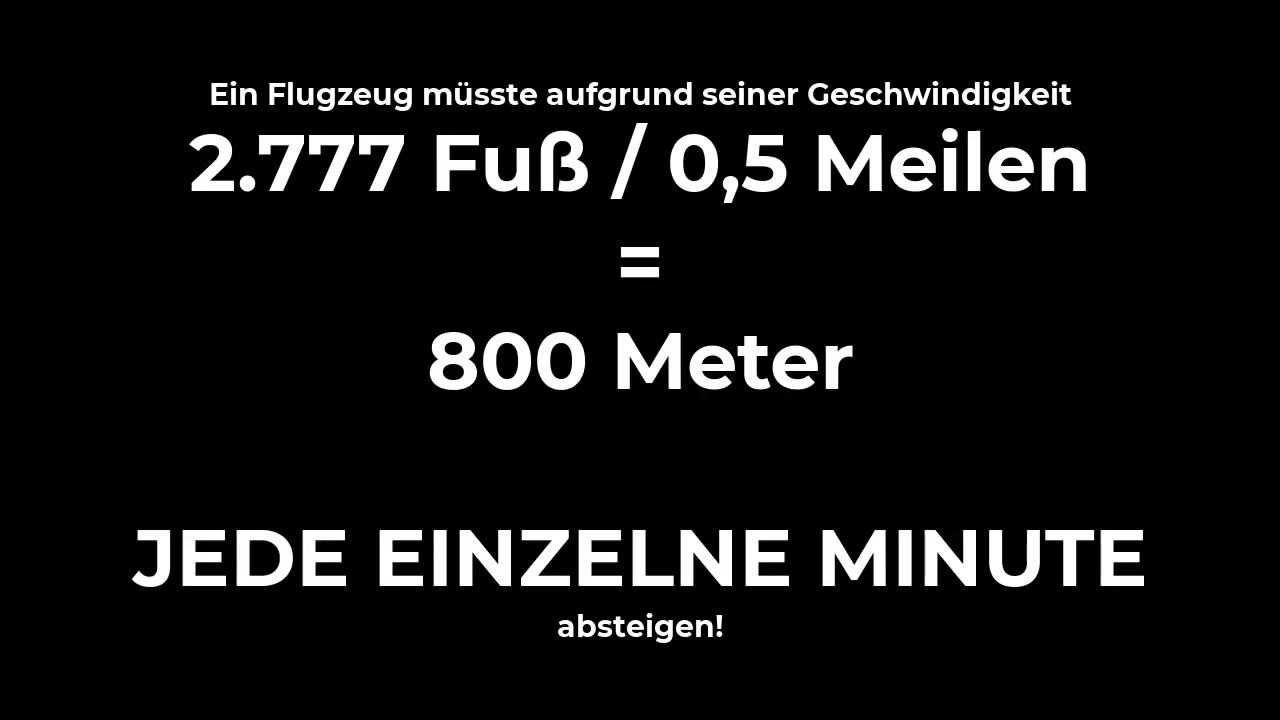 Ein Flugzeug müsste aufgrund seiner Geschwindigkeit
2.777 Fuß / 0,5 Meilen
=
800 Meter
JEDE EINZELNE MINUTE
absteigen!